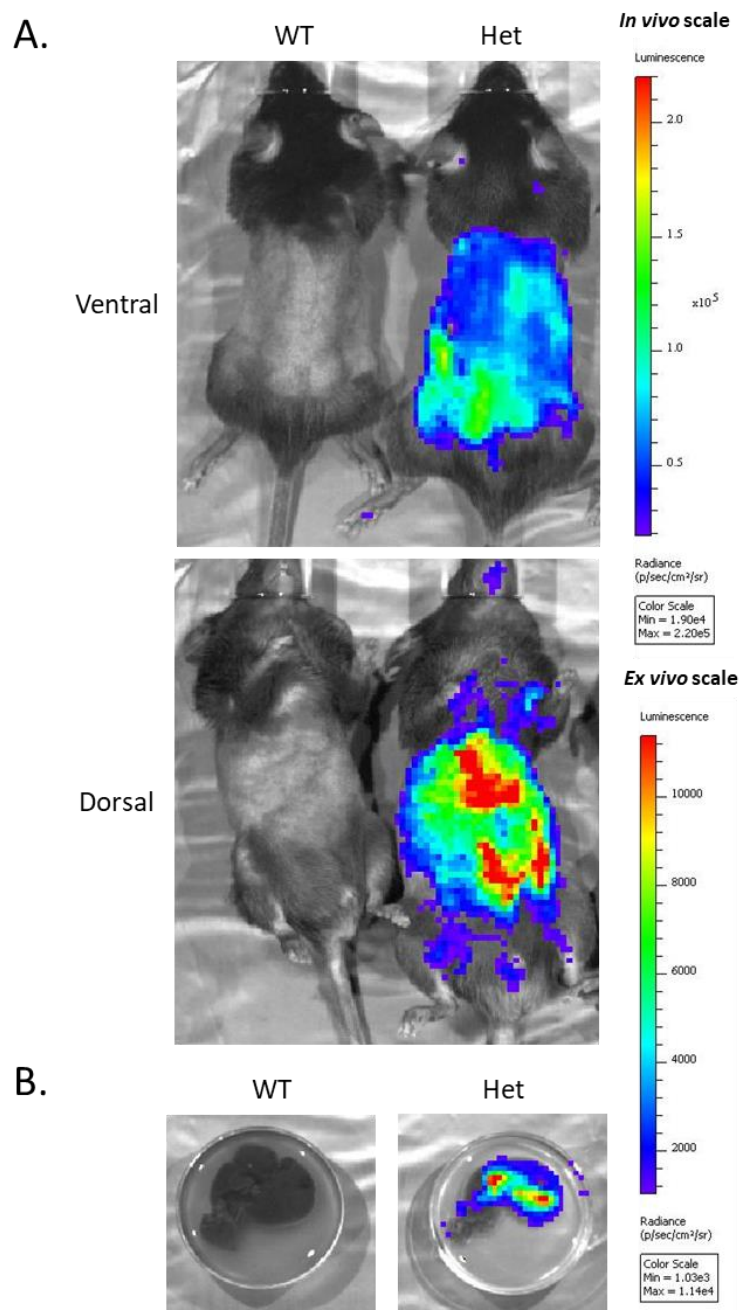 A.
WT
Het
In vivo scale
Luminescence
2.0
1.5
x10⁵
1.0
0.5
Radiance
(p/sec/cm²/sr)
Color Scale
Min = 1.90e4
Max = 2.20e5
Ventral
Dorsal
Ex vivo scale
Luminescence
10000
8000
6000
4000
2000
Radiance
(p/sec/cm²/sr)
Color Scale
Min = 1.03e3
Max = 1.14e4
B.
WT
Het